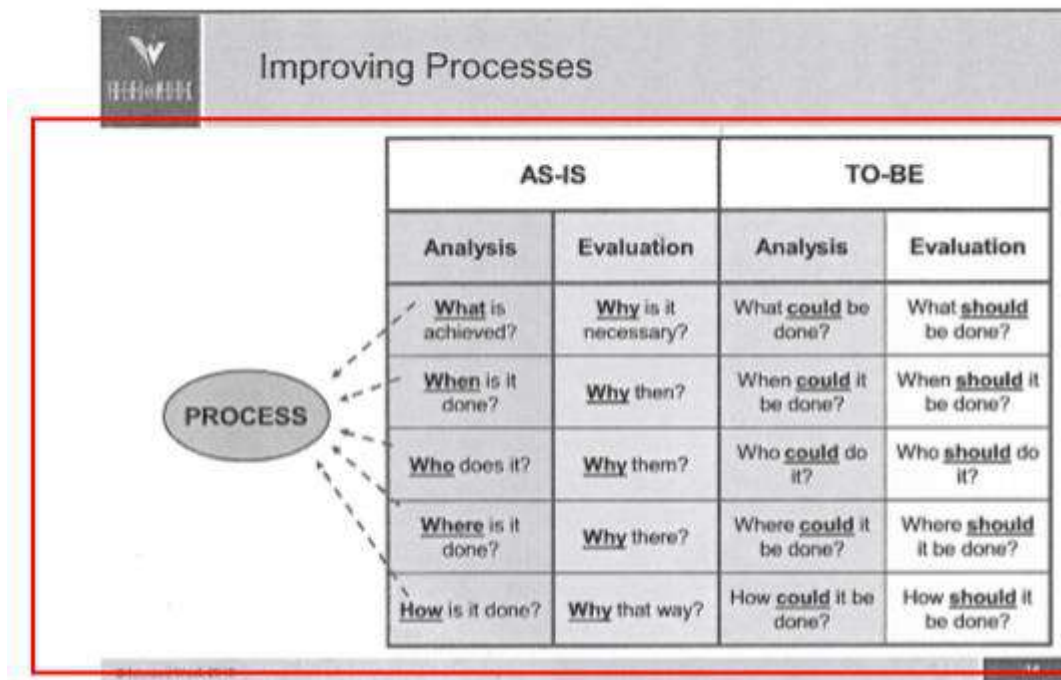 Improving Processes
AS-IS
TO-BE
Analysis
Evaluation
Analysis
Evaluation
PROCESS
What is
achieved?
Why is it
necessary?
What could be
done?
What should
be done?
When is it
done?
Why then?
When could it
be done?
When should it
be done?
Who does it?
Why them?
Who could do
it?
Who should do
it?
Where is it
done?
Why there?
Where could it
be done?
Where should
it be done?
How is it done?
Why that way?
How could it be
done?
How should it
be done?